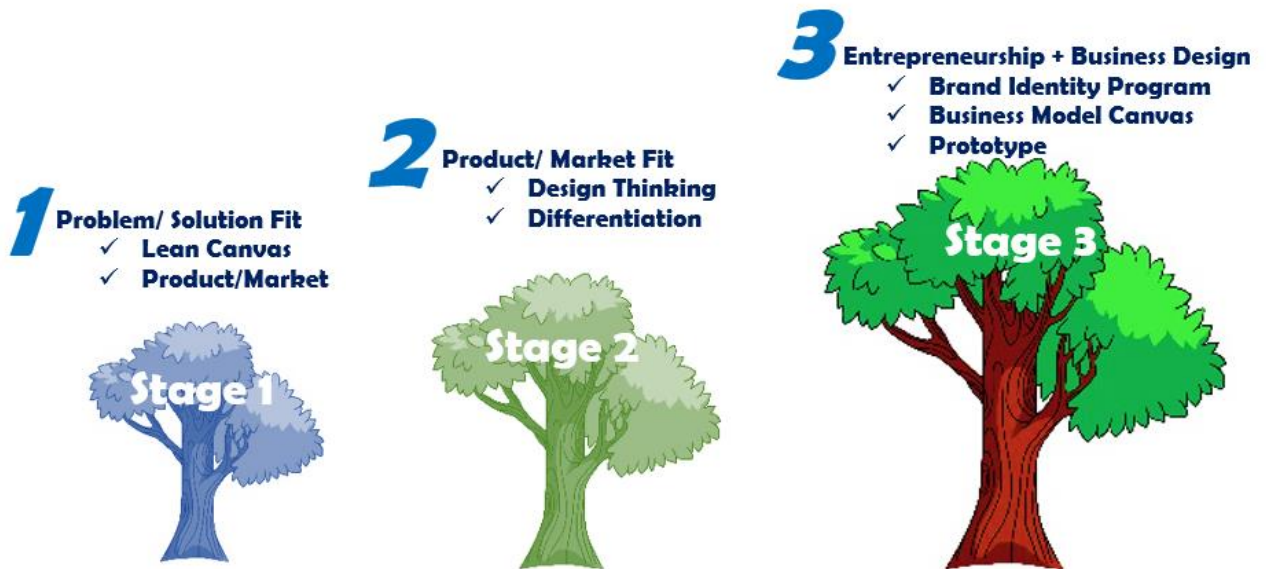 1 Problem/ Solution Fit
✓ Lean Canvas
✓ Product/Market
Stage 1
2 Product/ Market Fit
✓ Design Thinking
✓ Differentiation
Stage 2
3 Entrepreneurship + Business Design
✓ Brand Identity Program
✓ Business Model Canvas
✓ Prototype
Stage 3